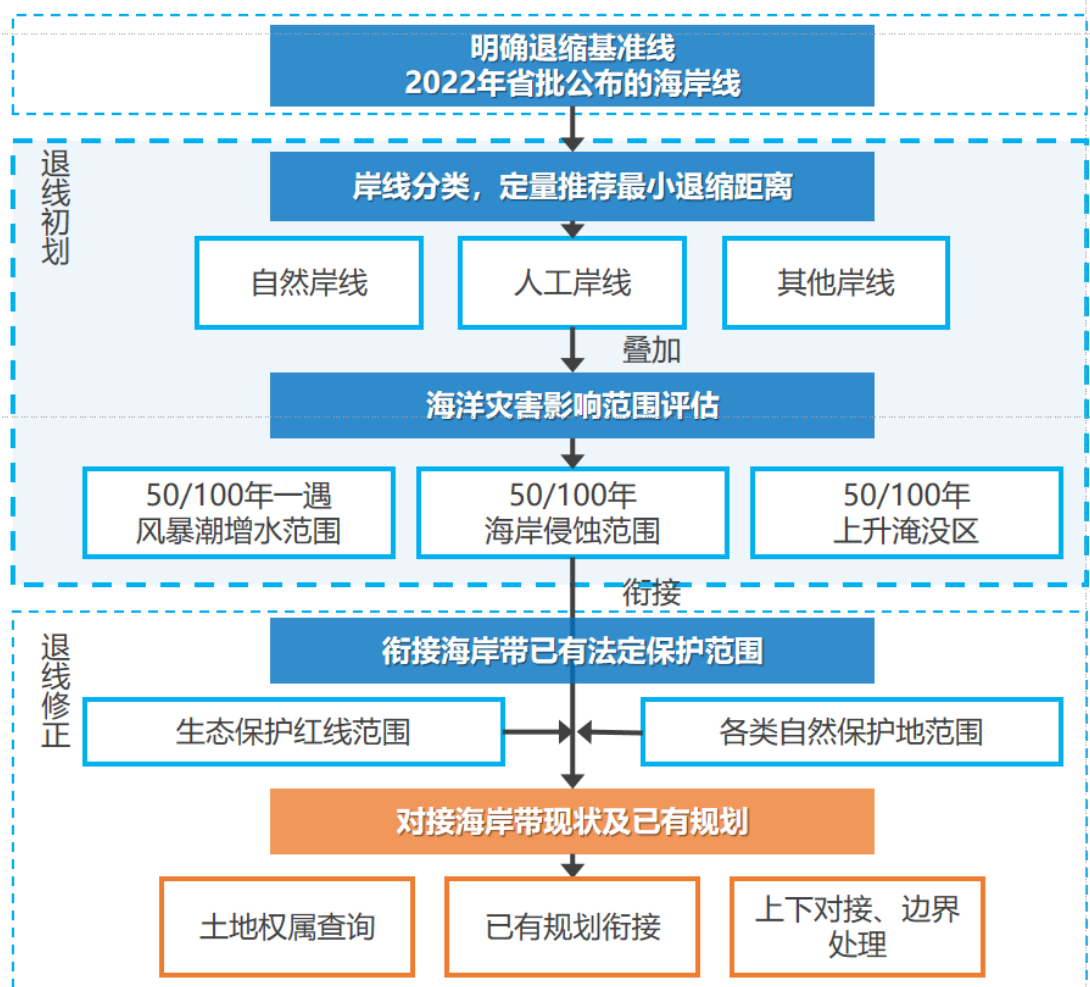 明确退缩基准线
2022年省批公布的海岸线
退线初划
岸线分类，定量推荐最小退缩距离
自然岸线
人工岸线
其他岸线
叠加
海洋灾害影响范围评估
50/100年一遇
风暴潮增水范围
50/100年
海岸侵蚀范围
50/100年
上升淹没区
衔接
退线修正
衔接海岸带已有法定保护范围
生态保护红线范围
各类自然保护地范围
对接海岸带现状及已有规划
土地权属查询
已有规划衔接
上下对接、边界
处理